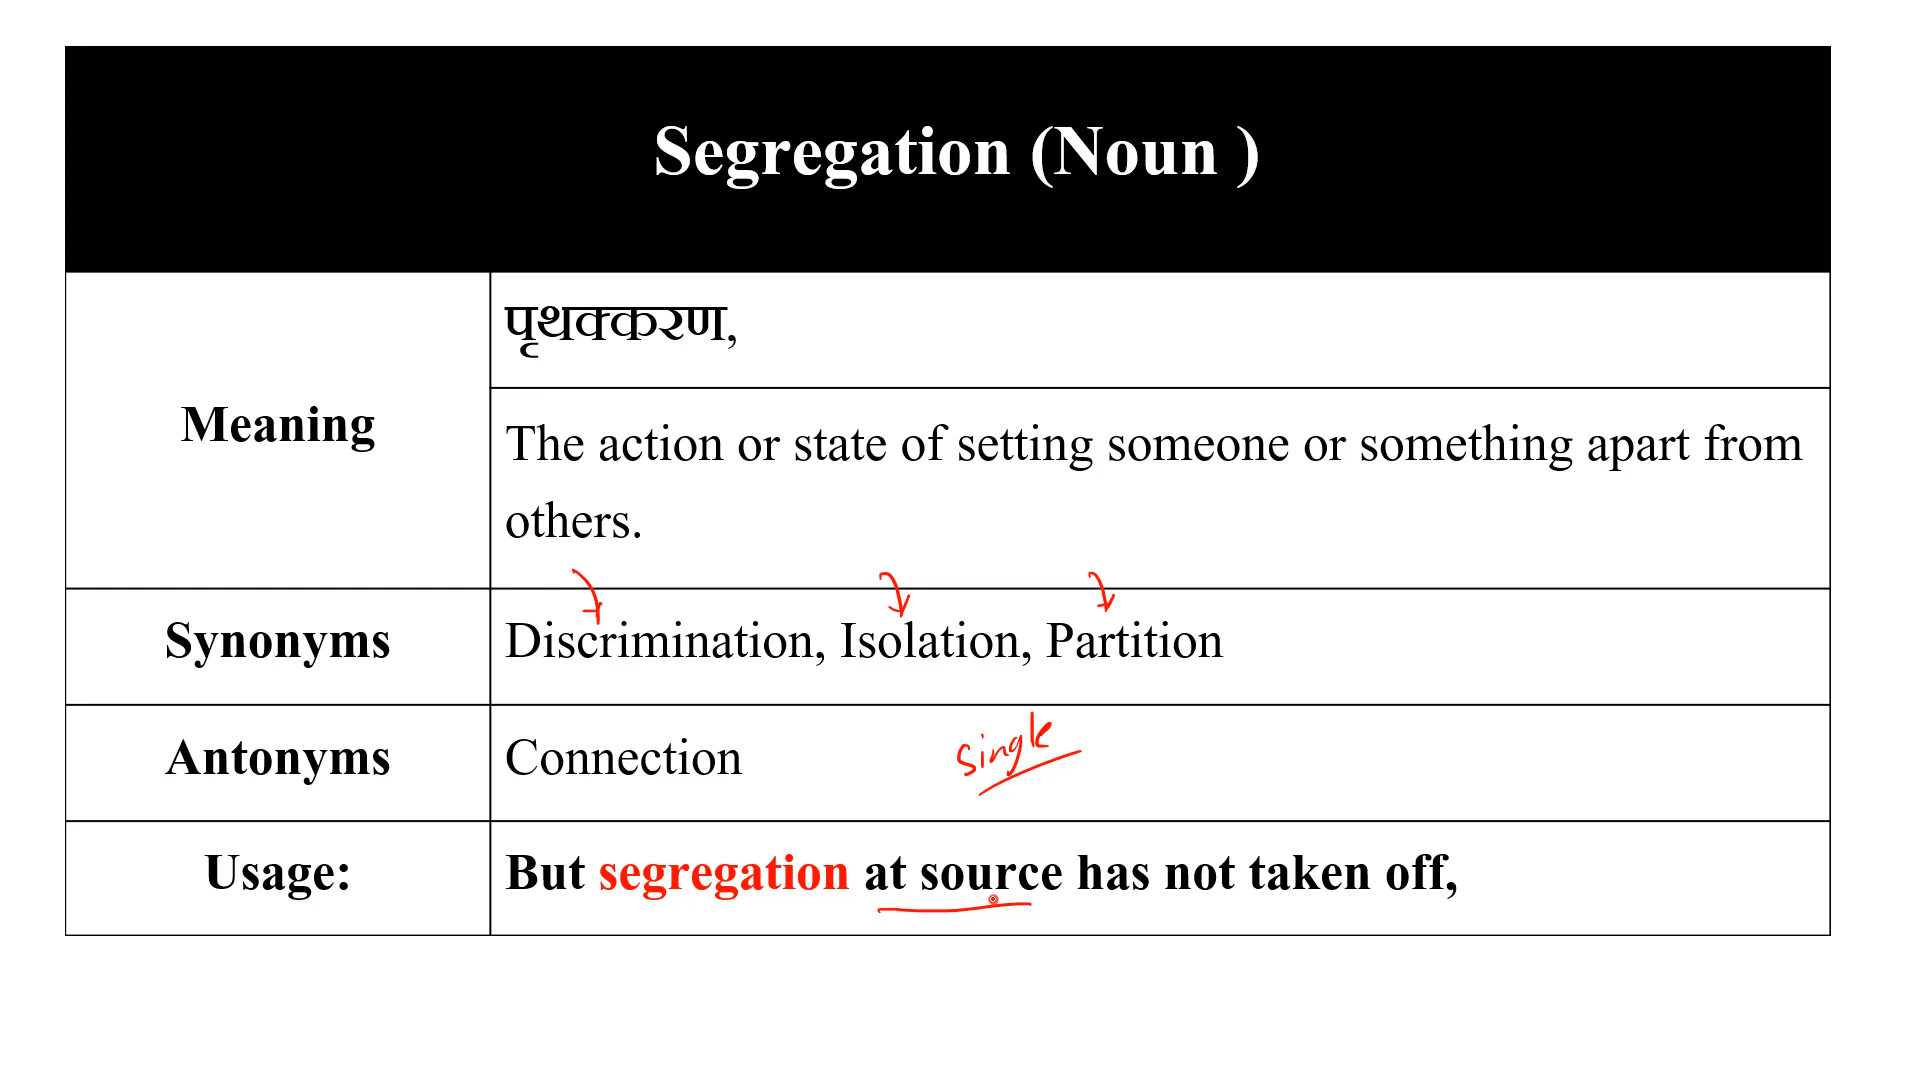 Segregation (Noun )
Meaning
पृथक्करण,
The action or state of setting someone or something apart from
others.
Synonyms
Discrimination, Isolation, Partition
Antonyms
Connection
single
Usage:
But segregation at source has not taken off,